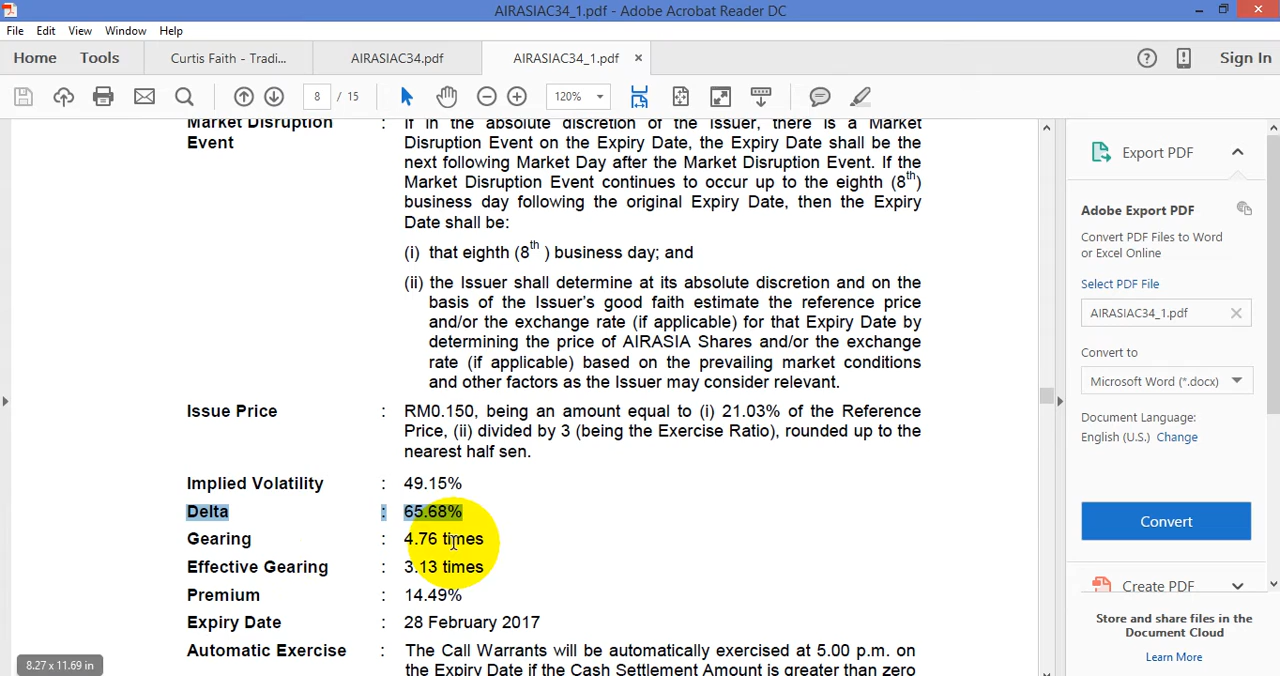 AIRASIAC34_1.pdf - Adobe Acrobat Reader DC
File Edit View Window Help
Home Tools Curtis Faith - Tradi... AIRASIAC34.pdf AIRASIAC34_1.pdf × Sign In
8 / 15 120%
Market Disruption Event : If in the absolute discretion of the Issuer, there is a Market
Disruption Event on the Expiry Date, the Expiry Date shall be the
next following Market Day after the Market Disruption Event. If the
Market Disruption Event continues to occur up to the eighth (8th)
business day following the original Expiry Date, then the Expiry
Date shall be:
(i) that eighth (8th ) business day; and
(ii) the Issuer shall determine at its absolute discretion and on the
basis of the Issuer's good faith estimate the reference price
and/or the exchange rate (if applicable) for that Expiry Date by
determining the price of AIRASIA Shares and/or the exchange
rate (if applicable) based on the prevailing market conditions
and other factors as the Issuer may consider relevant.
Issue Price : RM0.150, being an amount equal to (i) 21.03% of the Reference
Price, (ii) divided by 3 (being the Exercise Ratio), rounded up to the
nearest half sen.
Implied Volatility : 49.15%
Delta : 65.68%
Gearing : 4.76 times
Effective Gearing : 3.13 times
Premium : 14.49%
Expiry Date : 28 February 2017
Automatic Exercise : The Call Warrants will be automatically exercised at 5.00 p.m. on
the Expiry Date if the Cash Settlement Amount is greater than zero
8.27 x 11.69 in
Export PDF
Adobe Export PDF
Convert PDF Files to Word
or Excel Online
Select PDF File
AIRASIAC34_1.pdf ×
Convert to
Microsoft Word (*.docx)
Document Language:
English (U.S.) Change
Convert
Create PDF
Store and share files in the
Document Cloud
Learn More